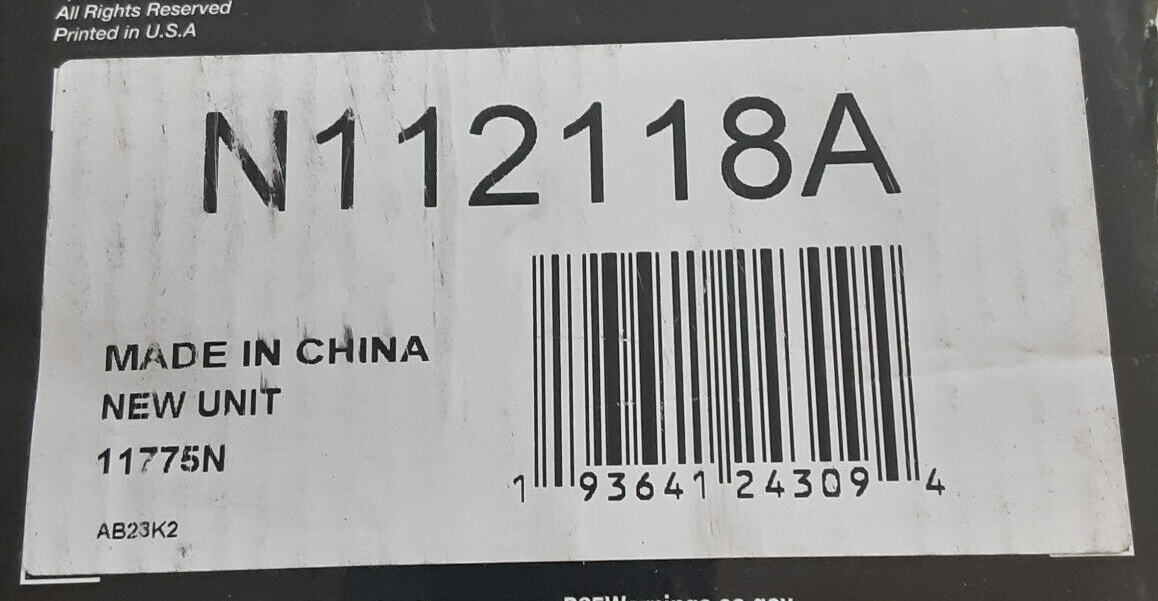 All Rights Reserved
Printed in U.S.A
N112118A
MADE IN CHINA
NEW UNIT
11775N
AB23K2
1 93641 24309 4